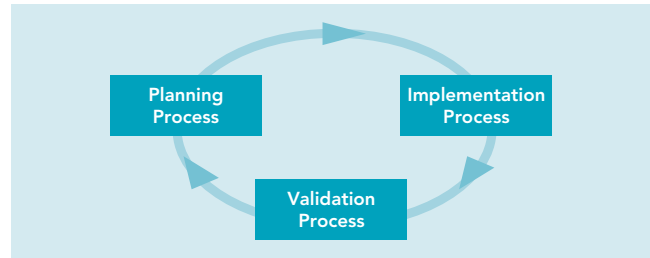 Planning
Process
Implementation
Process
Validation
Process